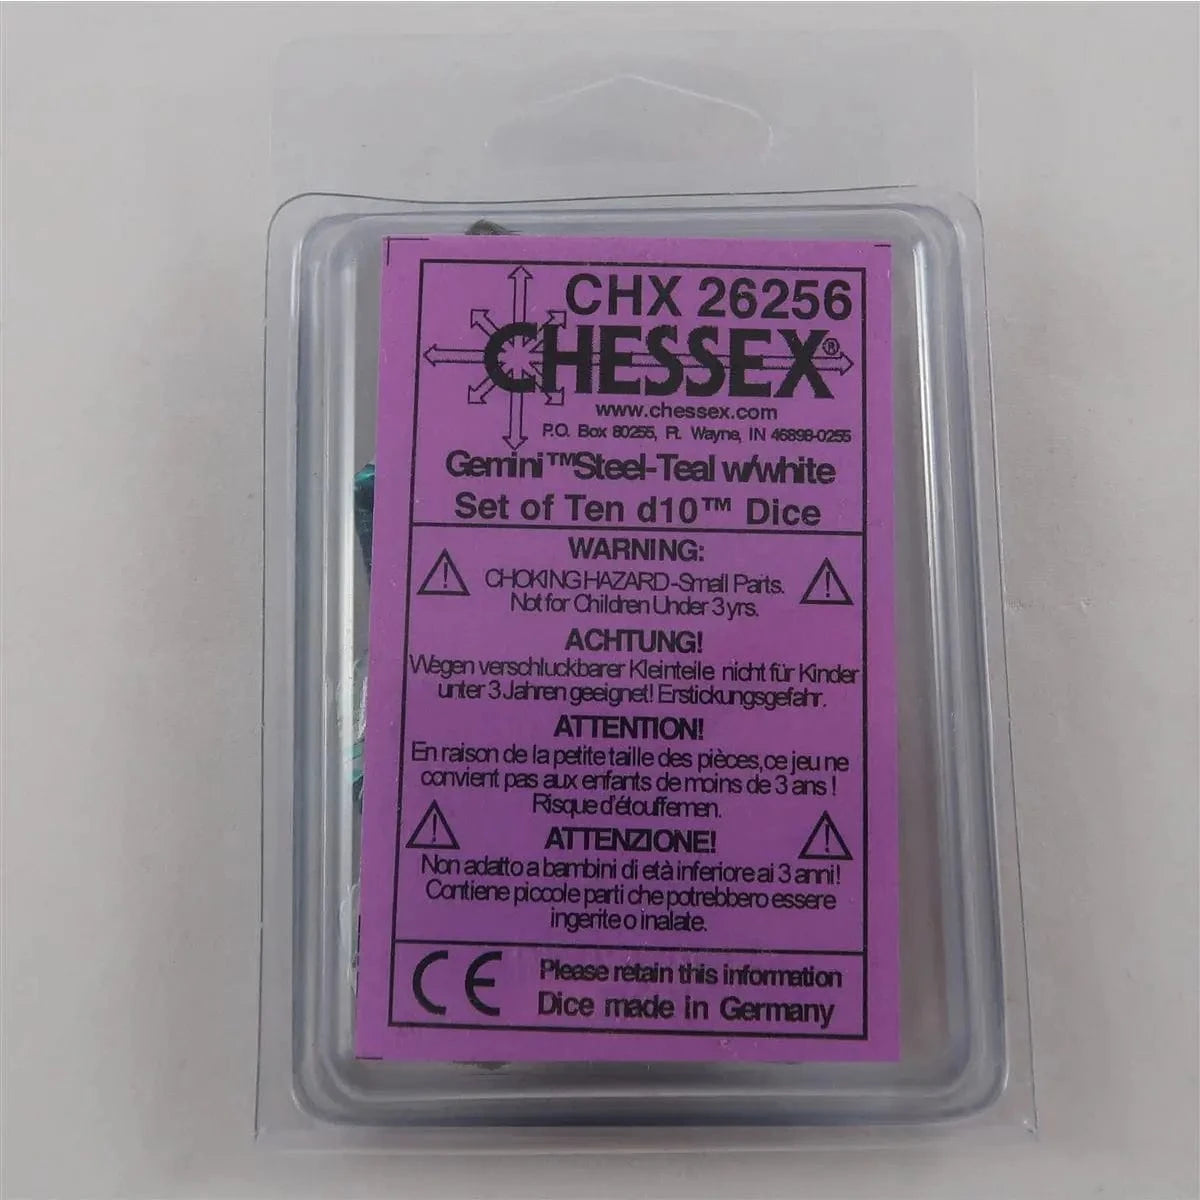 CHX 26256
CHESSEX®
www.chessex.com
P.O. Box 80255, Ft. Wayne, IN 46898-0255
Gemini™Steel-Teal w/white
Set of Ten d10™ Dice
WARNING:
CHOKING HAZARD-Small Parts.
Not for Children Under 3 yrs.
ACHTUNG!
Wegen verschluckbarer Kleinteile nicht für Kinder
unter 3 Jahren geeignet! Erstickungsgefahr.
ATTENTION!
En raison de la petite taille des pièces,ce jeu ne
convient pas aux enfants de moins de 3 ans !
Risque d'étouffemen.
ATTENZIONE!
Non adatto a bambini di età inferiore ai 3 anni!
Contiene piccole parti che potrebbero essere
ingerite o inalate.
CE
Please retain this information
Dice made in Germany